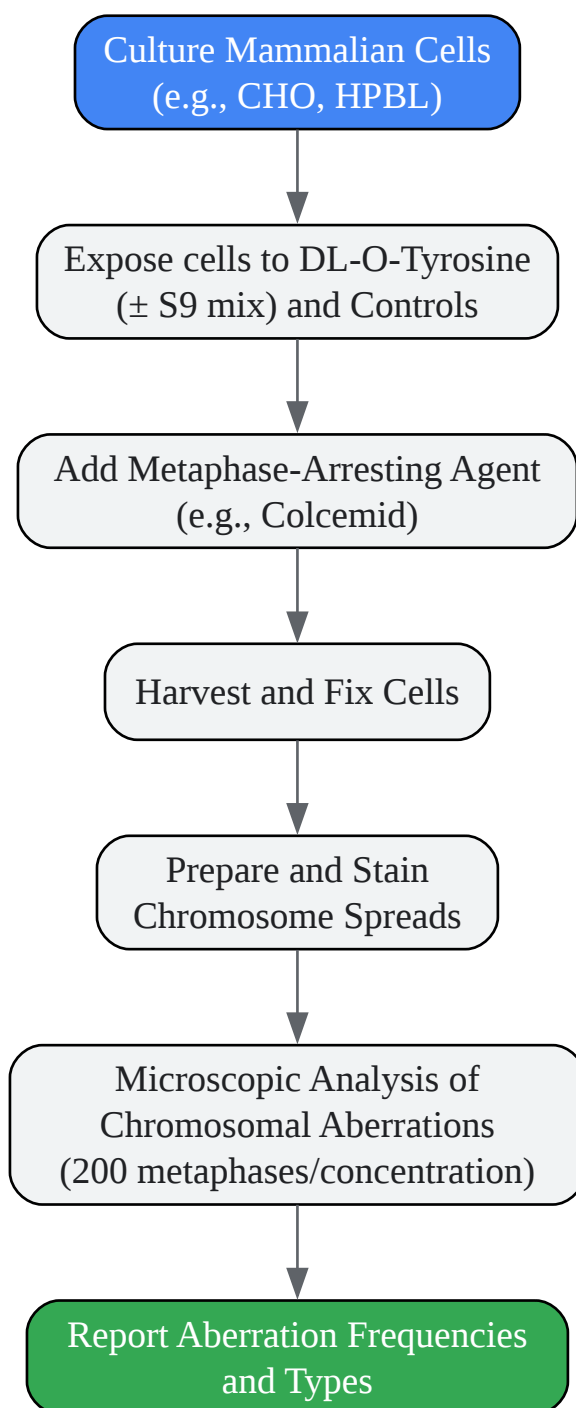 Culture Mammalian Cells
(e.g., CHO, HPBL)
Expose cells to DL-O-Tyrosine
(± S9 mix) and Controls
Add Metaphase-Arresting Agent
(e.g., Colcemid)
Harvest and Fix Cells
Prepare and Stain
Chromosome Spreads
Microscopic Analysis of
Chromosomal Aberrations
(200 metaphases/concentration)
Report Aberration Frequencies
and Types